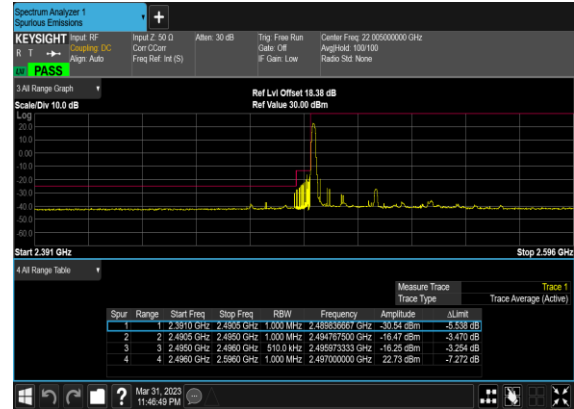 Spectrum Analyzer 1
Spurious Emissions
KEYSIGHT Input: RF Input Z: 50 Ω Atten: 30 dB Trig: Free Run Center Freq: 22.005000000 GHz
R T Coupling: DC Corr CCorr Gate: Off Avg|Hold: 100/100
Align: Auto Freq Ref: Int (S) IF Gain: Low Radio Std: None
PASS
3 All Range Graph
Ref Lvl Offset 18.38 dB
Scale/Div 10.0 dB Ref Value 30.00 dBm
Log
20.0
10.0
0.00
-10.0
-20.0
-30.0
-40.0
-50.0
-60.0
Start 2.391 GHz Stop 2.596 GHz
4 All Range Table
Measure Trace Trace 1
Trace Type Trace Average (Active)
Spur Range Start Freq Stop Freq RBW Frequency Amplitude ΔLimit
1 1 2.3910 GHz 2.4905 GHz 1.000 MHz 2.489836667 GHz -30.54 dBm -5.538 dB
2 2 2.4905 GHz 2.4950 GHz 1.000 MHz 2.494767500 GHz -16.47 dBm -3.470 dB
3 3 2.4950 GHz 2.4960 GHz 510.0 kHz 2.495973333 GHz -16.25 dBm -3.254 dB
4 4 2.4960 GHz 2.5960 GHz 1.000 MHz 2.497000000 GHz 22.73 dBm -7.272 dB
? Mar 31, 2023
11:46:49 PM